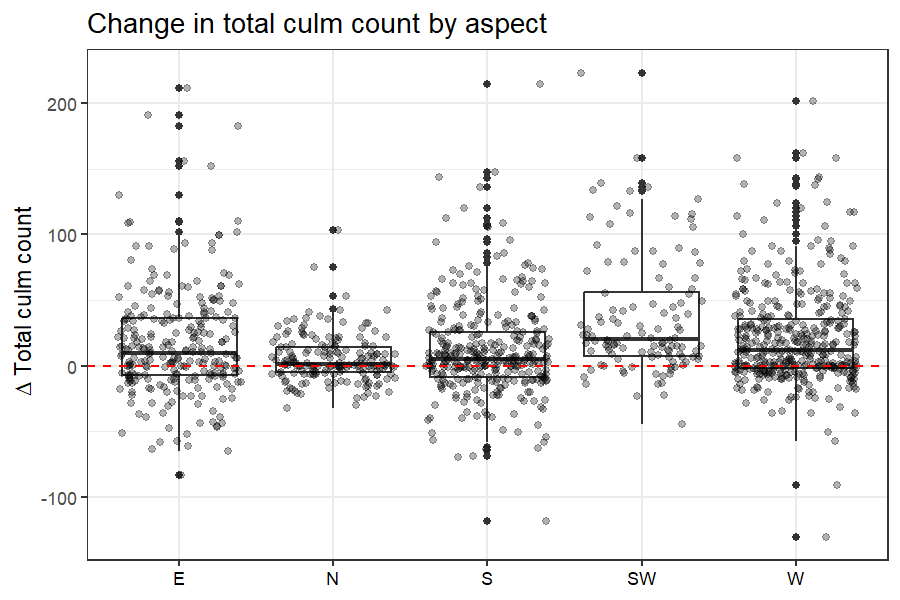 Change in total culm count by aspect
Δ Total culm count
200
100
0
-100
E N S SW W